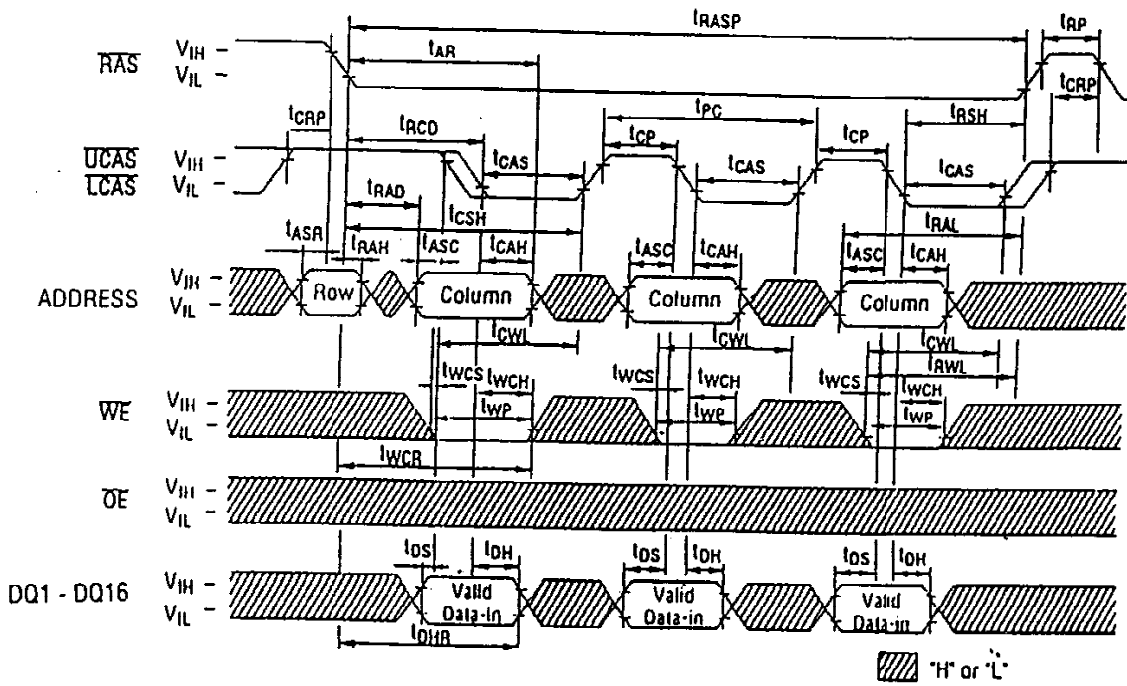 tRASP
tRP
tAR
RAS
VIH –
VIL –
tCRP
tCRP
tRCD
tPC
tRSH
tCP
tCP
UCAS
LCAS
VIH –
VIL –
tCAS
tCAS
tCAS
tRAD
tCSH
tRAL
tASR
tRAH
tASC
tCAH
tASC
tCAH
tASC
tCAH
ADDRESS
VIH –
VIL –
Row
Column
Column
Column
tCWL
tCWL
tCWL
tRWL
tWCS
tWCH
tWCS
tWCH
tWCS
tWCH
WE
VIH –
VIL –
tWP
tWP
tWP
tWCR
OE
VIH –
VIL –
tDS
tDH
tDS
tDH
tDS
tDH
DQ1 - DQ16
VIH –
VIL –
Valid
Data-in
Valid
Data-in
Valid
Data-in
tDHR
"H" or "L"